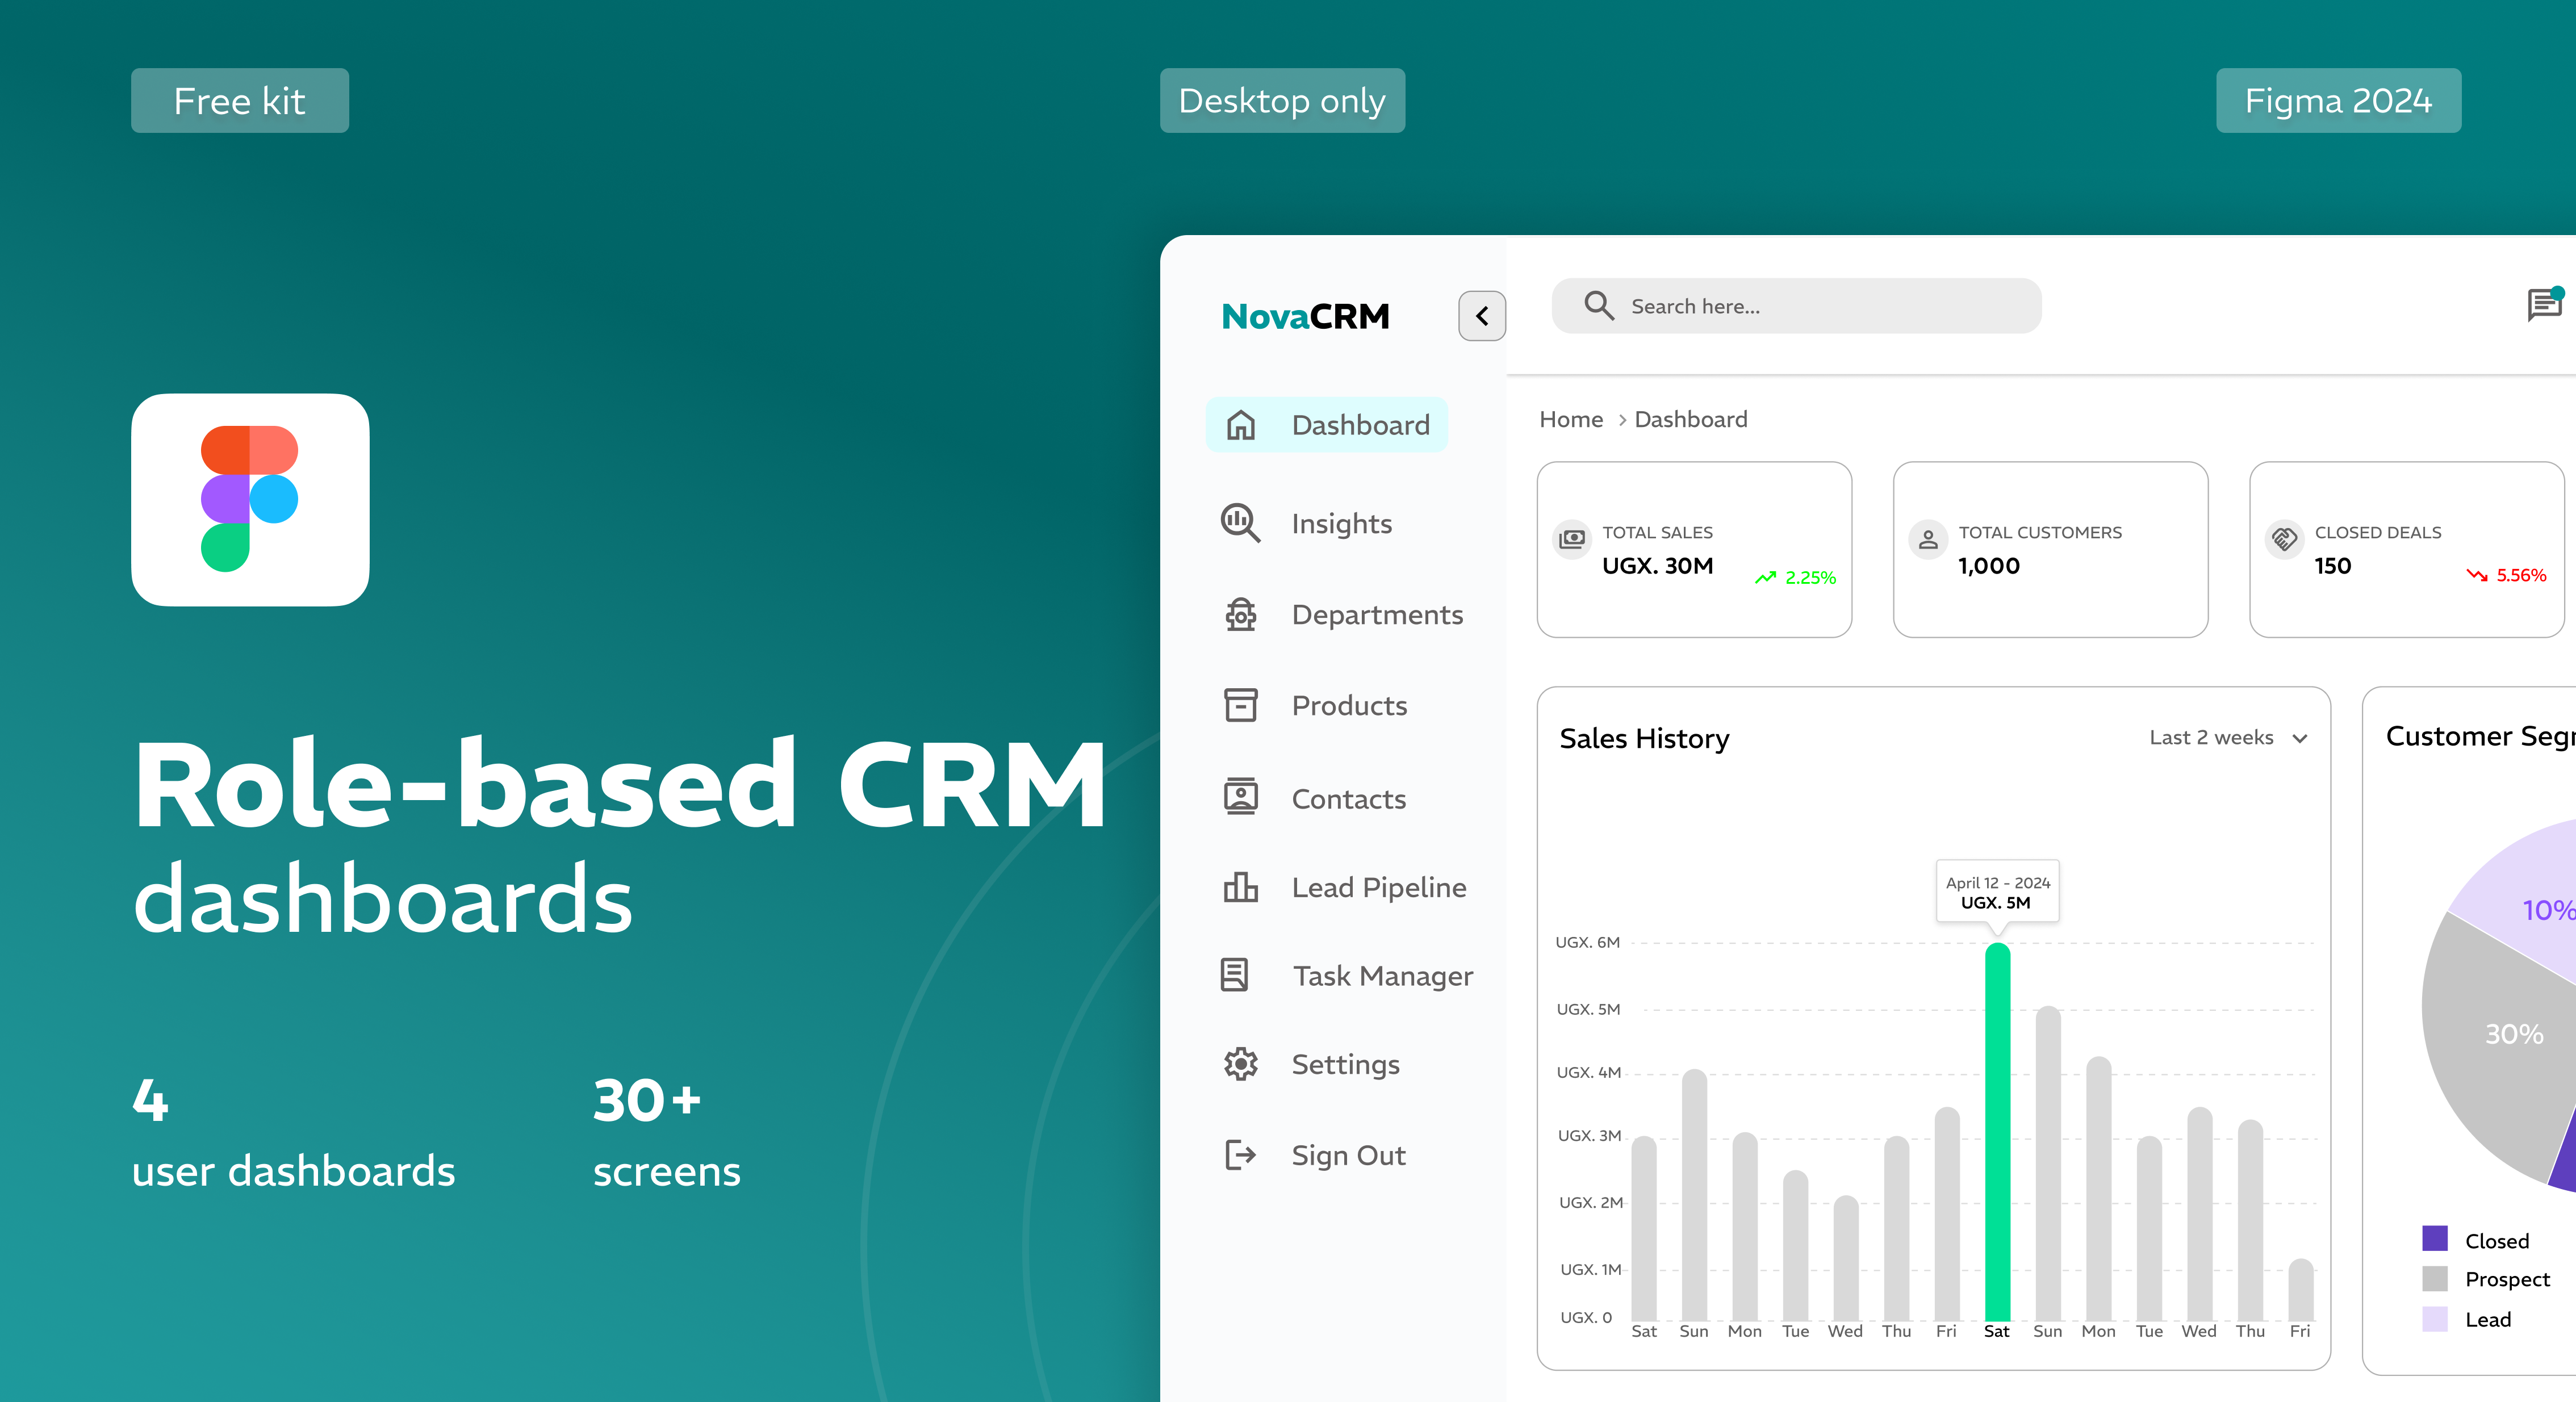 Free kit
Desktop only
Figma 2024
Role-based CRM
dashboards
4
user dashboards
30+
screens
NovaCRM
Dashboard
Insights
Departments
Products
Contacts
Lead Pipeline
Task Manager
Settings
Sign Out
Search here...
Home > Dashboard
TOTAL SALES
UGX. 30M
2.25%
TOTAL CUSTOMERS
1,000
CLOSED DEALS
150
5.56%
Sales History
Last 2 weeks
April 12 - 2024
UGX. 5M
UGX. 6M
UGX. 5M
UGX. 4M
UGX. 3M
UGX. 2M
UGX. 1M
UGX. 0
Sat Sun Mon Tue Wed Thu Fri Sat Sun Mon Tue Wed Thu Fri
Customer
10%
30%
Closed
Prospect
Lead